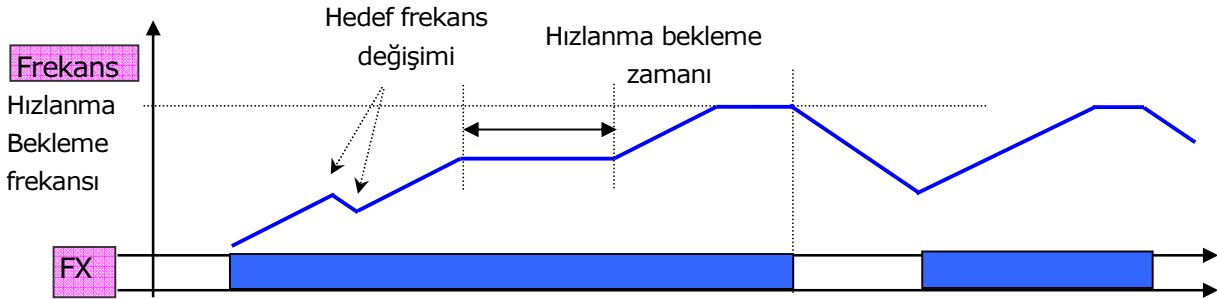 Hedef frekans
değişimi
Hızlanma bekleme
zamanı
Frekans
Hızlanma
Bekleme
frekansı
FX